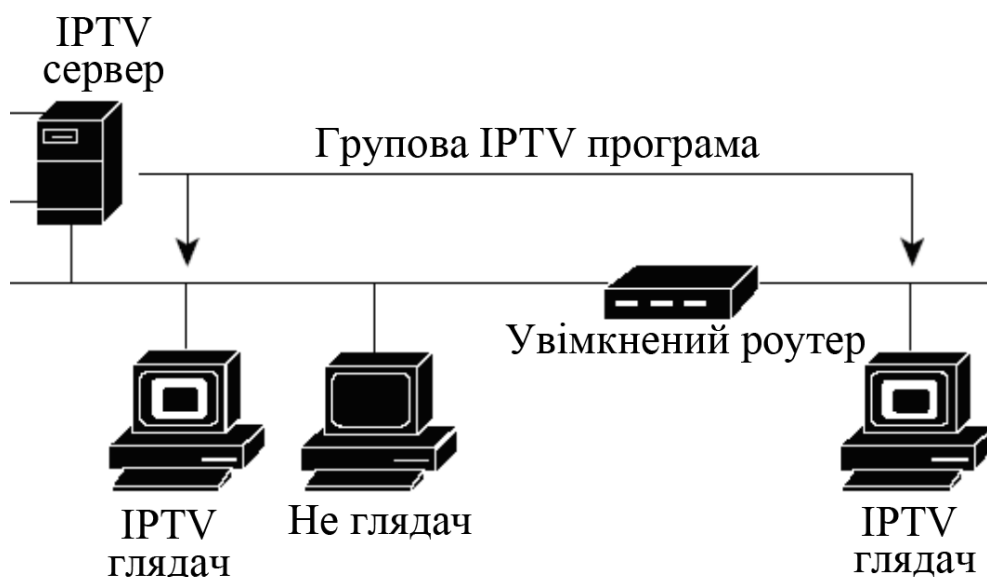 IPTV
сервер
Групова IPTV програма
Увімкнений роутер
IPTV
глядач
Не глядач
IPTV
глядач